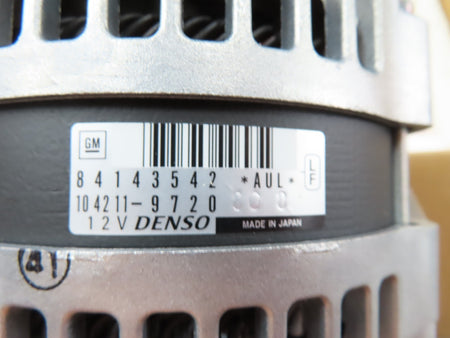 GM
84143542 *AUL* LF
104211-9720
12V DENSO MADE IN JAPAN
41